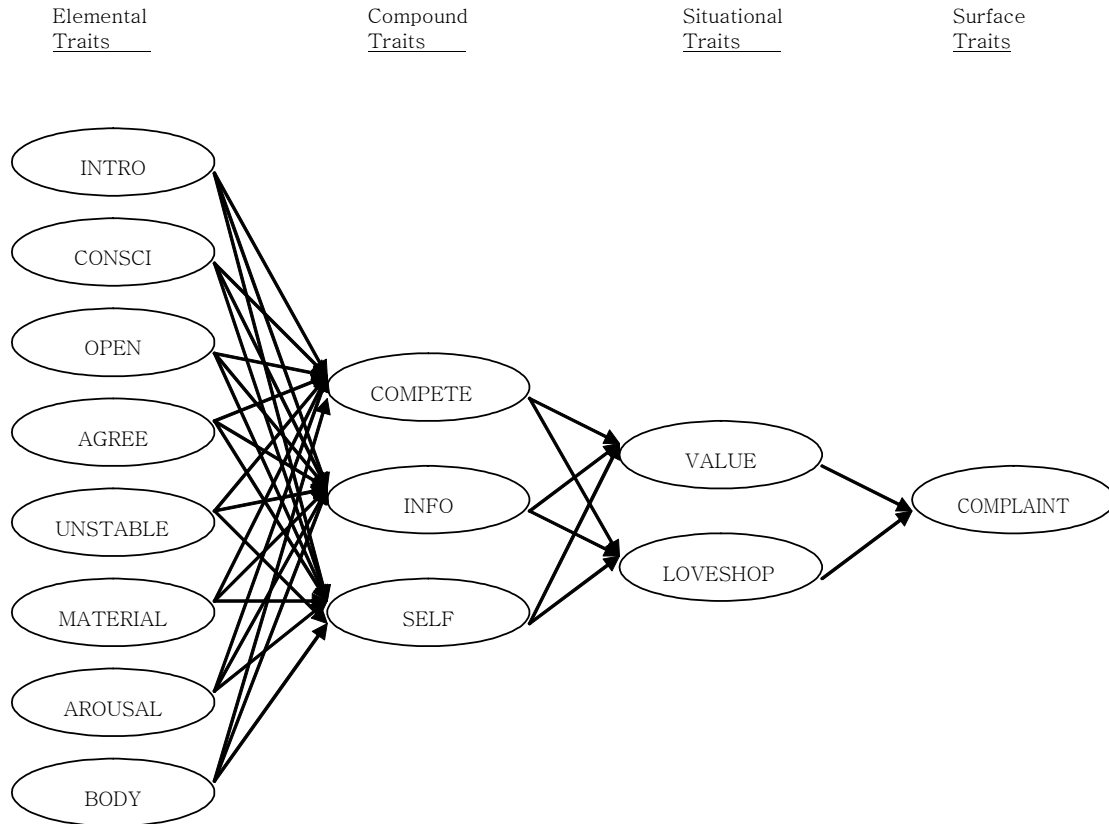 Elemental
Traits
Compound
Traits
Situational
Traits
Surface
Traits
INTRO
CONSCI
OPEN
AGREE
UNSTABLE
MATERIAL
AROUSAL
BODY
COMPETE
INFO
SELF
VALUE
LOVESHOP
COMPLAINT